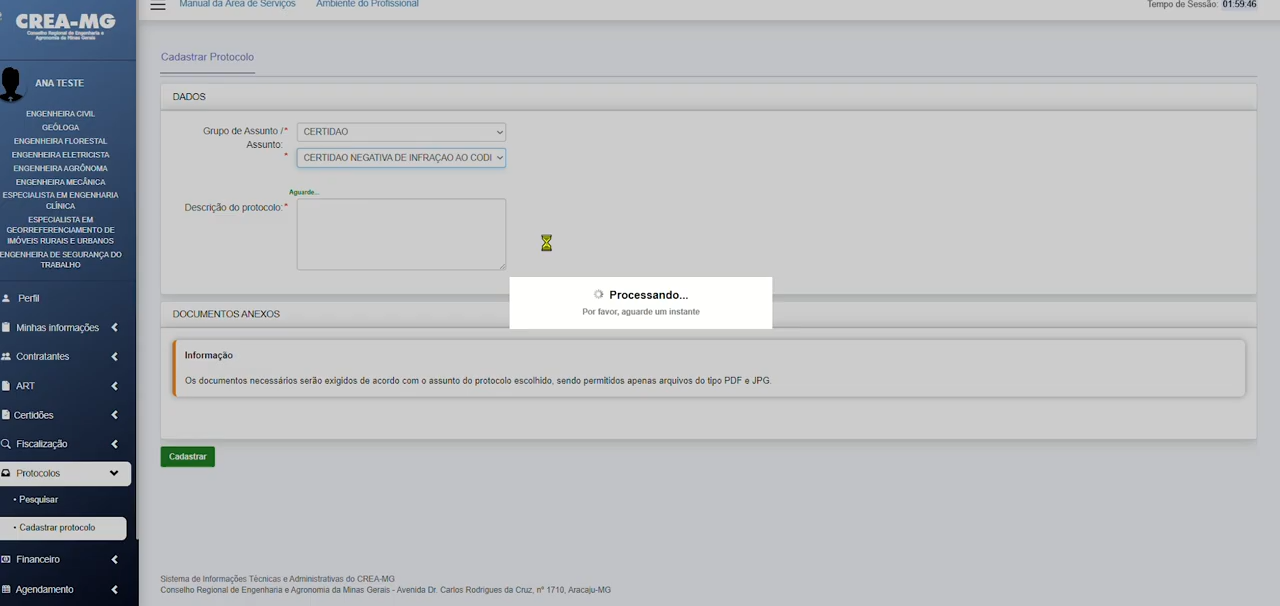 Manual da Área de Serviços Ambiente do Profissional
Tempo de Sessão: 01:59:46
CREA-MG
Conselho Regional de Engenharia e
Agronomia de Minas Gerais
ANA TESTE
ENGENHEIRA CIVIL
GEÓLOGA
ENGENHEIRA FLORESTAL
ENGENHEIRA ELETRICISTA
ENGENHEIRA AGRÔNOMA
ENGENHEIRA MECÂNICA
ESPECIALISTA EM ENGENHARIA
CLÍNICA
ESPECIALISTA EM
GEORREFERENCIAMENTO DE
IMÓVEIS RURAIS E URBANOS
ENGENHEIRA DE SEGURANÇA DO
TRABALHO
Perfil
Minhas informações
Contratantes
ART
Certidões
Fiscalização
Protocolos
• Pesquisar
• Cadastrar protocolo
Financeiro
Agendamento
Cadastrar Protocolo
DADOS
Grupo de Assunto /* CERTIDAO
Assunto:
* CERTIDAO NEGATIVA DE INFRAÇAO AO CODI
Aguarde...
Descrição do protocolo:*
Processando...
Por favor, aguarde um instante
DOCUMENTOS ANEXOS
Informação
Os documentos necessários serão exigidos de acordo com o assunto do protocolo escolhido, sendo permitidos apenas arquivos do tipo PDF e JPG.
Cadastrar
Sistema de Informações Técnicas e Administrativas do CREA-MG
Conselho Regional de Engenharia e Agronomia da Minas Gerais - Avenida Dr. Carlos Rodrigues da Cruz, n° 1710, Aracaju-MG